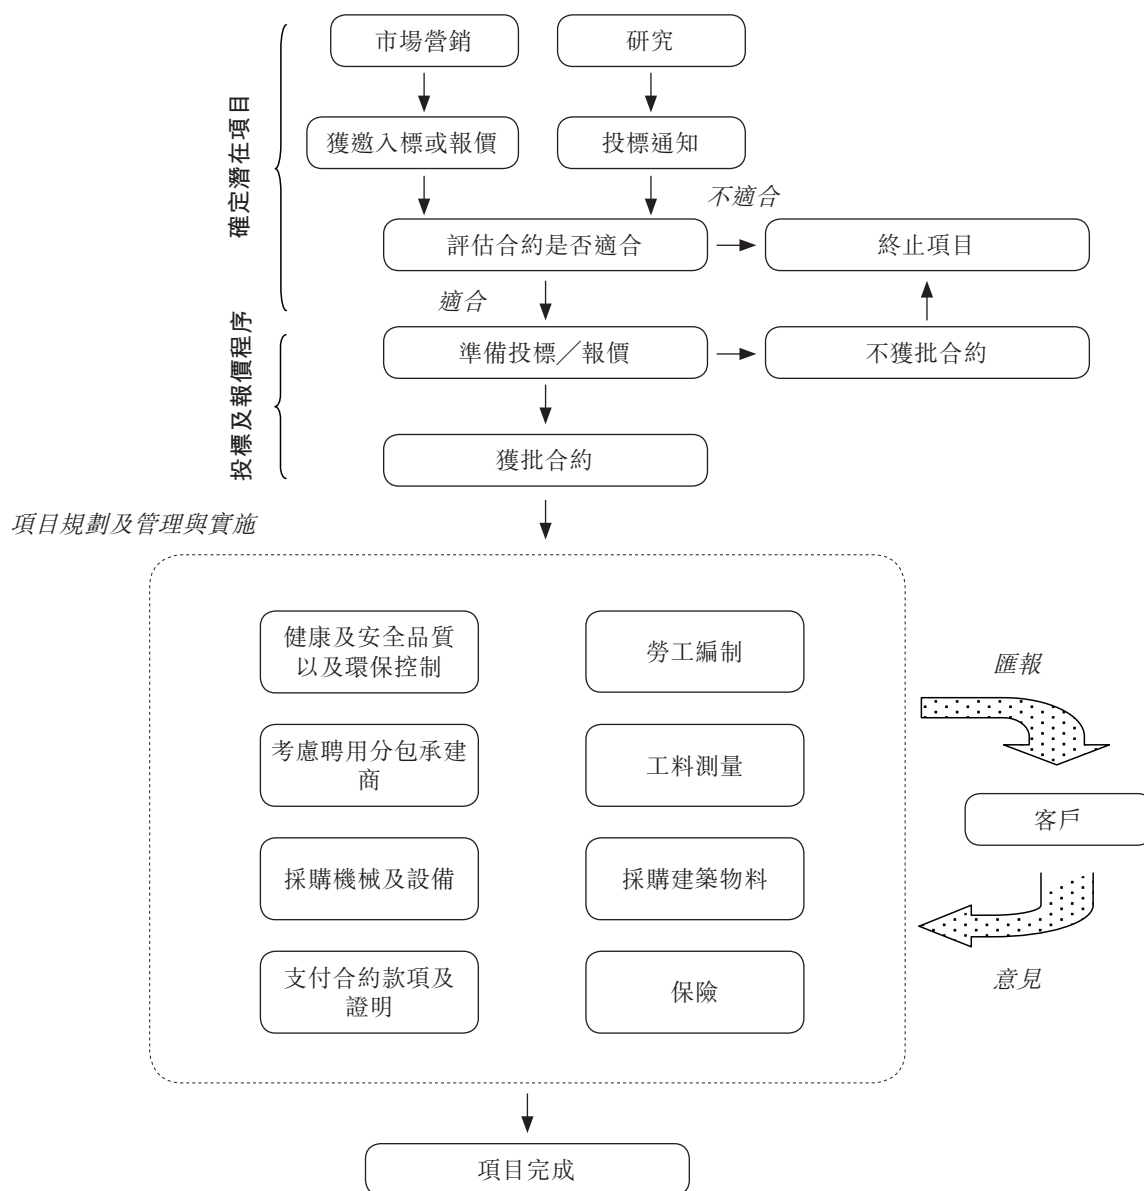 市場營銷
研究
獲邀入標或報價
投標通知
確定潛在項目
不適合
評估合約是否適合
終止項目
適合
準備投標／報價
不獲批合約
投標及報價程序
獲批合約
項目規劃及管理與實施
健康及安全品質
以及環保控制
勞工編制
匯報
考慮聘用分包承建
商
工料測量
客戶
採購機械及設備
採購建築物料
支付合約款項及
證明
保險
意見
項目完成